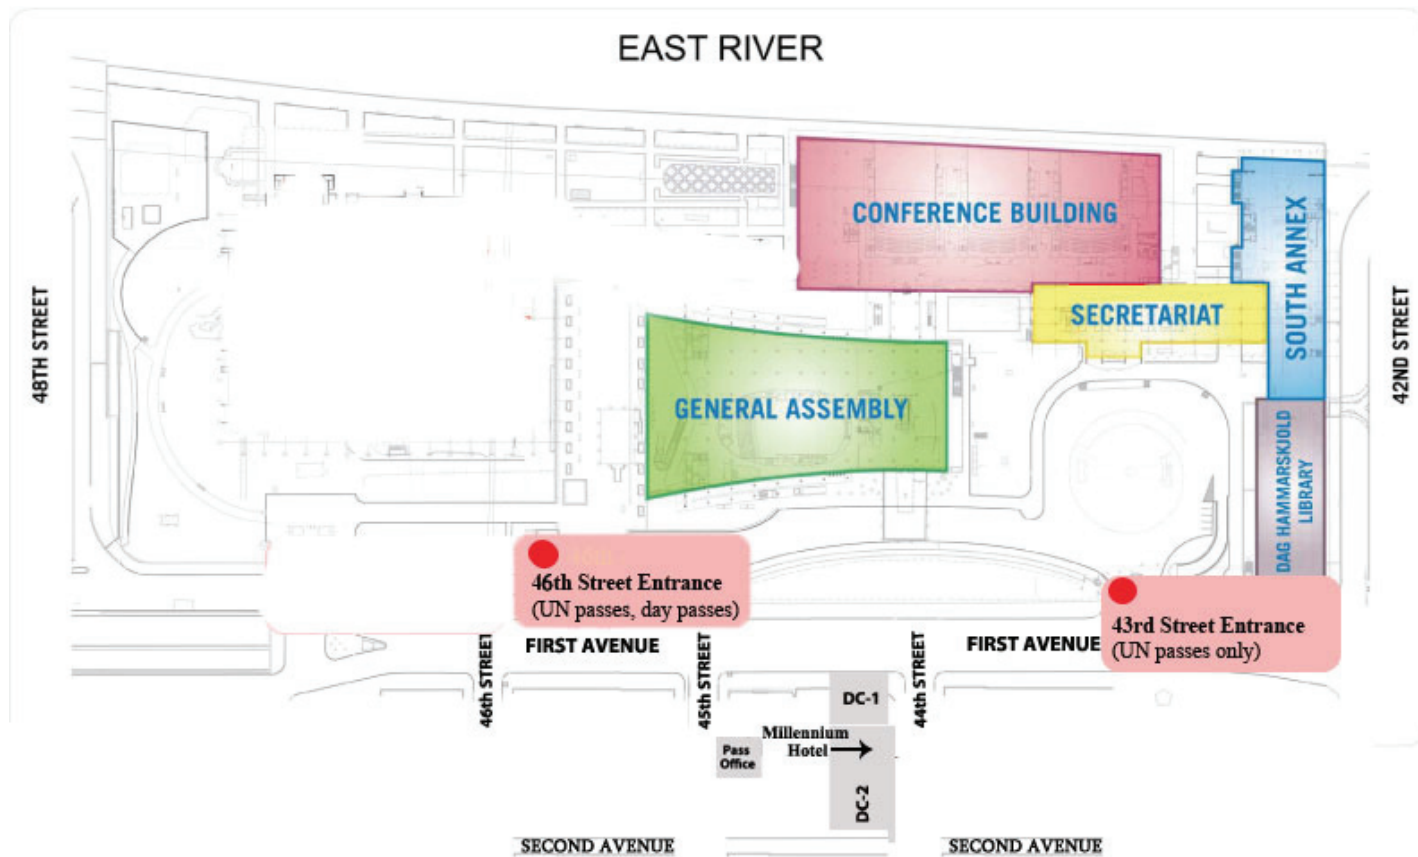 EAST RIVER
CONFERENCE BUILDING
SOUTH ANNEX
SECRETARIAT
48TH STREET
42ND STREET
GENERAL ASSEMBLY
DAG HAMMARSKJOLD
LIBRARY
46th Street Entrance
(UN passes, day passes)
43rd Street Entrance
(UN passes only)
FIRST AVENUE
FIRST AVENUE
46th STREET
45th STREET
44th STREET
DC-1
Millennium
Hotel
Pass
Office
DC-2
SECOND AVENUE
SECOND AVENUE